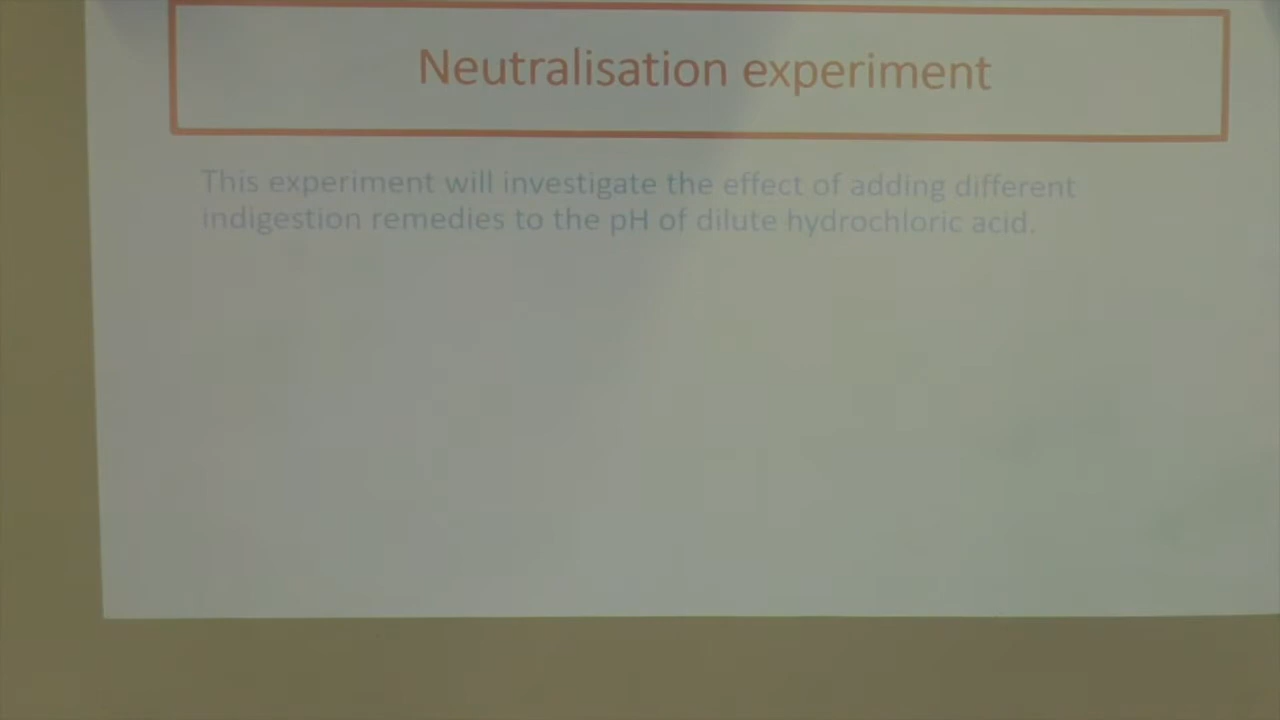 Neutralisation experiment
This experiment will investigate the effect of adding different
indigestion remedies to the pH of dilute hydrochloric acid.